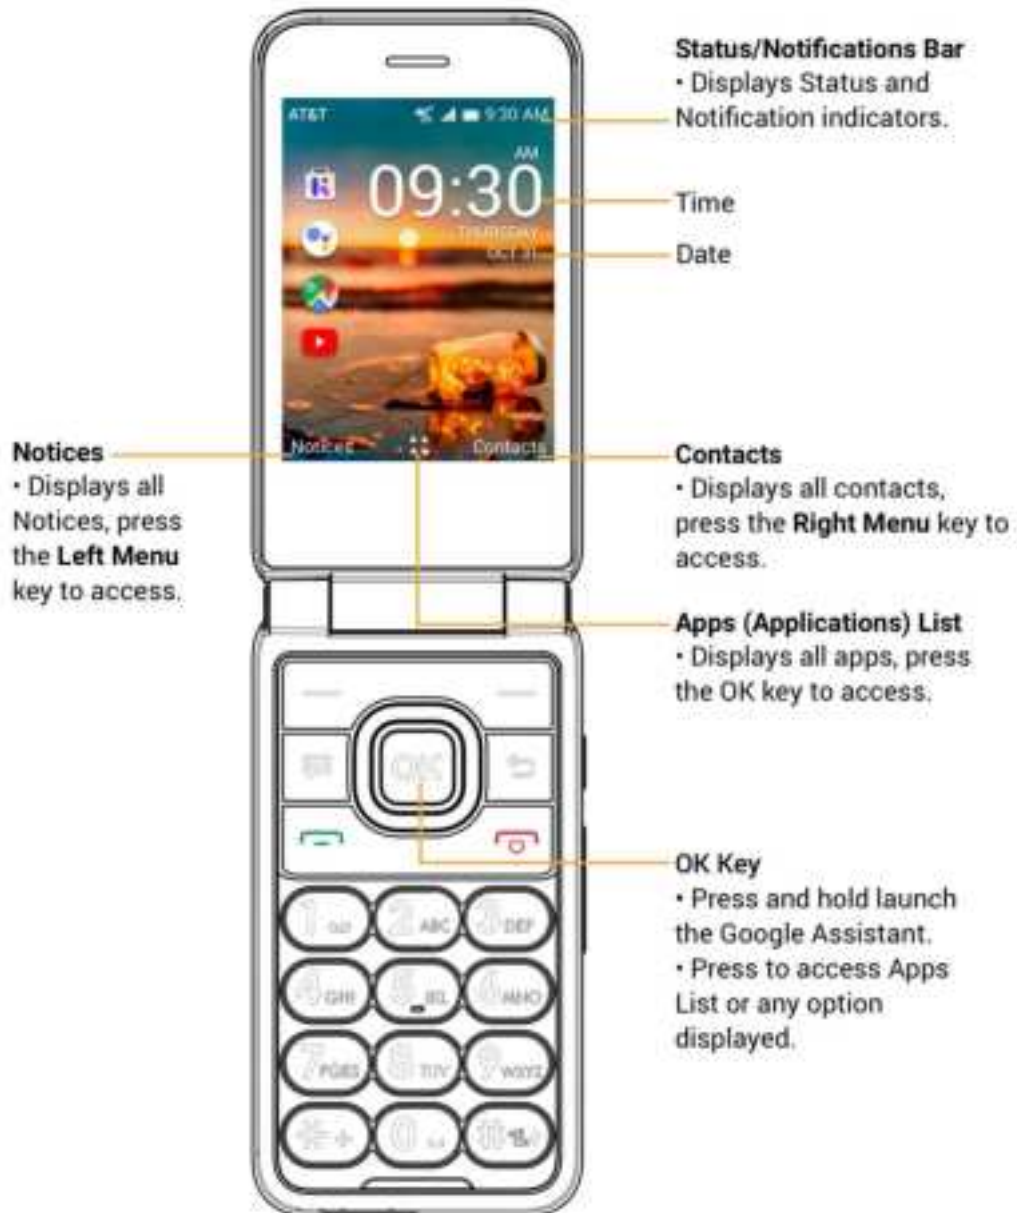 Status/Notifications Bar
• Displays Status and
Notification indicators.
AT&T
9:30 AM
AM
09:30
THURSDAY
OCT 31
Time
Date
Notices
Contacts
Notices
• Displays all
Notices, press
the Left Menu
key to access.
Contacts
• Displays all contacts,
press the Right Menu key to
access.
Apps (Applications) List
• Displays all apps, press
the OK key to access.
OK
OK Key
• Press and hold launch
the Google Assistant.
• Press to access Apps
List or any option
displayed.
1
2 ABC
3 DEF
4 GHI
5 JKL
6 MNO
7 PQRS
8 TUV
9 WXYZ
* +
0
#